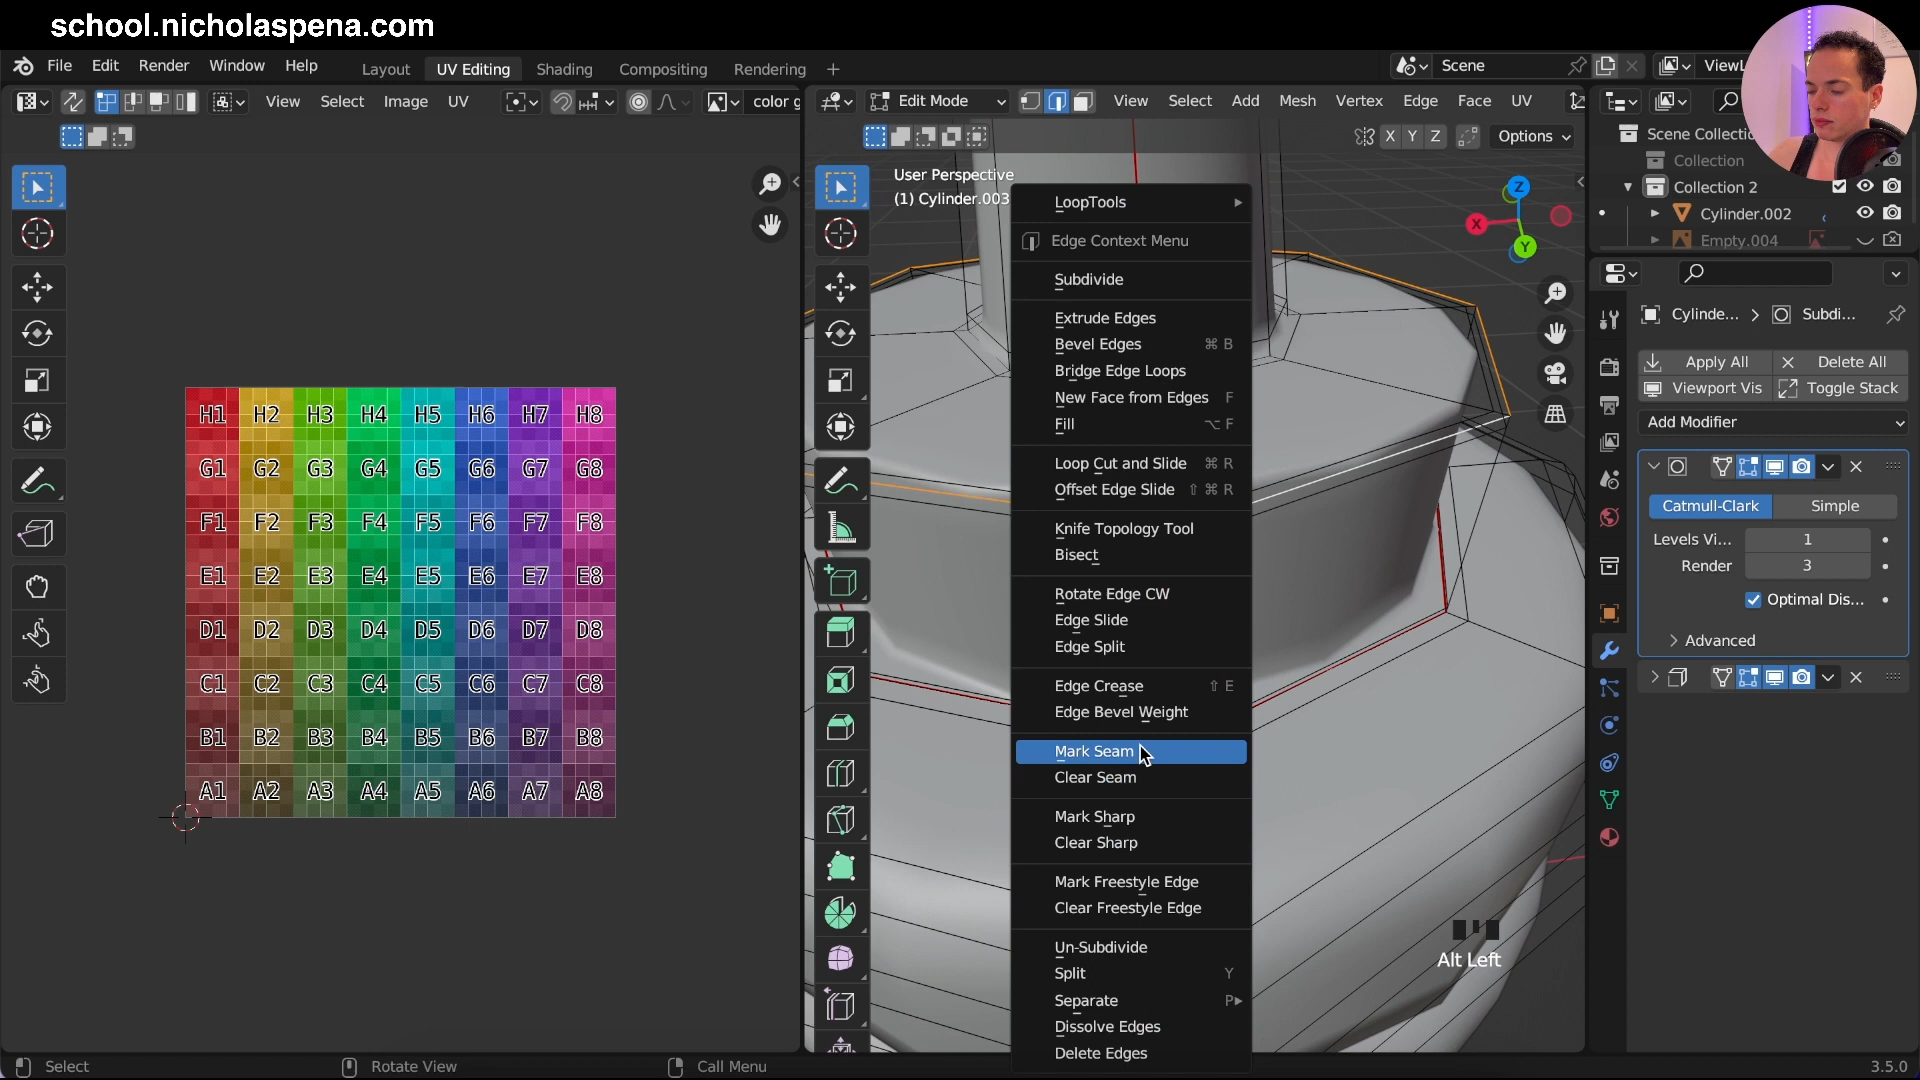 school.nicholaspena.com
File Edit Render Window Help Layout UV Editing Shading Compositing Rendering + Scene
View Select Image UV color g Edit Mode View Select Add Mesh Vertex Edge Face UV
X Y Z Options
User Perspective
(1) Cylinder.003
Collection
Collection 2
Cylinder.002
Empty.004
Z
X
Y
LoopTools
Edge Context Menu
Subdivide
Extrude Edges
Bevel Edges ⌘ B
Bridge Edge Loops
New Face from Edges F
Fill ⌥ F
Loop Cut and Slide ⌘ R
Offset Edge Slide ⇧ ⌘ R
Knife Topology Tool
Bisect
Rotate Edge CW
Edge Slide
Edge Split
Edge Crease ⇧ E
Edge Bevel Weight
Mark Seam
Clear Seam
Mark Sharp
Clear Sharp
Mark Freestyle Edge
Clear Freestyle Edge
Un-Subdivide
Split Y
Separate P
Dissolve Edges
Delete Edges
Cylinde... > Subdi...
Apply All Delete All
Viewport Vis Toggle Stack
Add Modifier
Catmull-Clark Simple
Levels Vi... 1
Render 3
Optimal Dis...
Advanced
H1 H2 H3 H4 H5 H6 H7 H8
G1 G2 G3 G4 G5 G6 G7 G8
F1 F2 F3 F4 F5 F6 F7 F8
E1 E2 E3 E4 E5 E6 E7 E8
D1 D2 D3 D4 D5 D6 D7 D8
C1 C2 C3 C4 C5 C6 C7 C8
B1 B2 B3 B4 B5 B6 B7 B8
A1 A2 A3 A4 A5 A6 A7 A8
Alt Left
Select Rotate View Call Menu 3.5.0